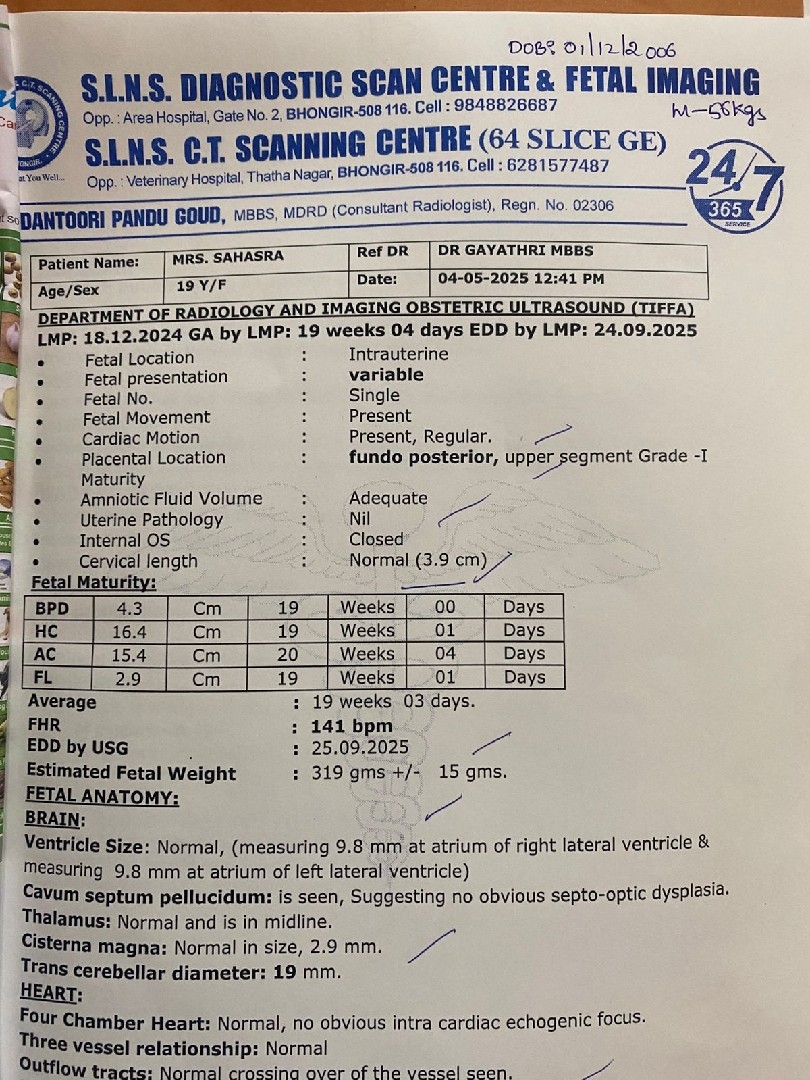 DOB: 01/12/2006
S.L.N.S. DIAGNOSTIC SCAN CENTRE & FETAL IMAGING
Opp. : Area Hospital, Gate No. 2, BHONGIR-508 116. Cell : 9848826687
M-56kgs
S.L.N.S. C.T. SCANNING CENTRE (64 SLICE GE)
Opp. : Veterinary Hospital, Thatha Nagar, BHONGIR-508 116. Cell : 6281577487
at You Well...
24/7
365
SERVICE
DANTOORI PANDU GOUD, MBBS, MDRD (Consultant Radiologist), Regn. No. 02306
Patient Name: MRS. SAHASRA Ref DR DR GAYATHRI MBBS
Age/Sex 19 Y/F Date: 04-05-2025 12:41 PM
DEPARTMENT OF RADIOLOGY AND IMAGING OBSTETRIC ULTRASOUND (TIFFA)
LMP: 18.12.2024 GA by LMP: 19 weeks 04 days EDD by LMP: 24.09.2025
• Fetal Location : Intrauterine
• Fetal presentation : variable
• Fetal No. : Single
• Fetal Movement : Present
• Cardiac Motion : Present, Regular.
• Placental Location : fundo posterior, upper segment Grade -I
Maturity
• Amniotic Fluid Volume : Adequate
• Uterine Pathology : Nil
• Internal OS : Closed
• Cervical length : Normal (3.9 cm)
Fetal Maturity:
BPD 4.3 Cm 19 Weeks 00 Days
HC 16.4 Cm 19 Weeks 01 Days
AC 15.4 Cm 20 Weeks 04 Days
FL 2.9 Cm 19 Weeks 01 Days
Average : 19 weeks 03 days.
FHR : 141 bpm
EDD by USG : 25.09.2025
Estimated Fetal Weight : 319 gms +/- 15 gms.
FETAL ANATOMY:
BRAIN:
Ventricle Size: Normal, (measuring 9.8 mm at atrium of right lateral ventricle &
measuring 9.8 mm at atrium of left lateral ventricle)
Cavum septum pellucidum: is seen, Suggesting no obvious septo-optic dysplasia.
Thalamus: Normal and is in midline.
Cisterna magna: Normal in size, 2.9 mm.
Trans cerebellar diameter: 19 mm.
HEART:
Four Chamber Heart: Normal, no obvious intra cardiac echogenic focus.
Three vessel relationship: Normal
Outflow tracts: Normal crossing over of the vessel seen.